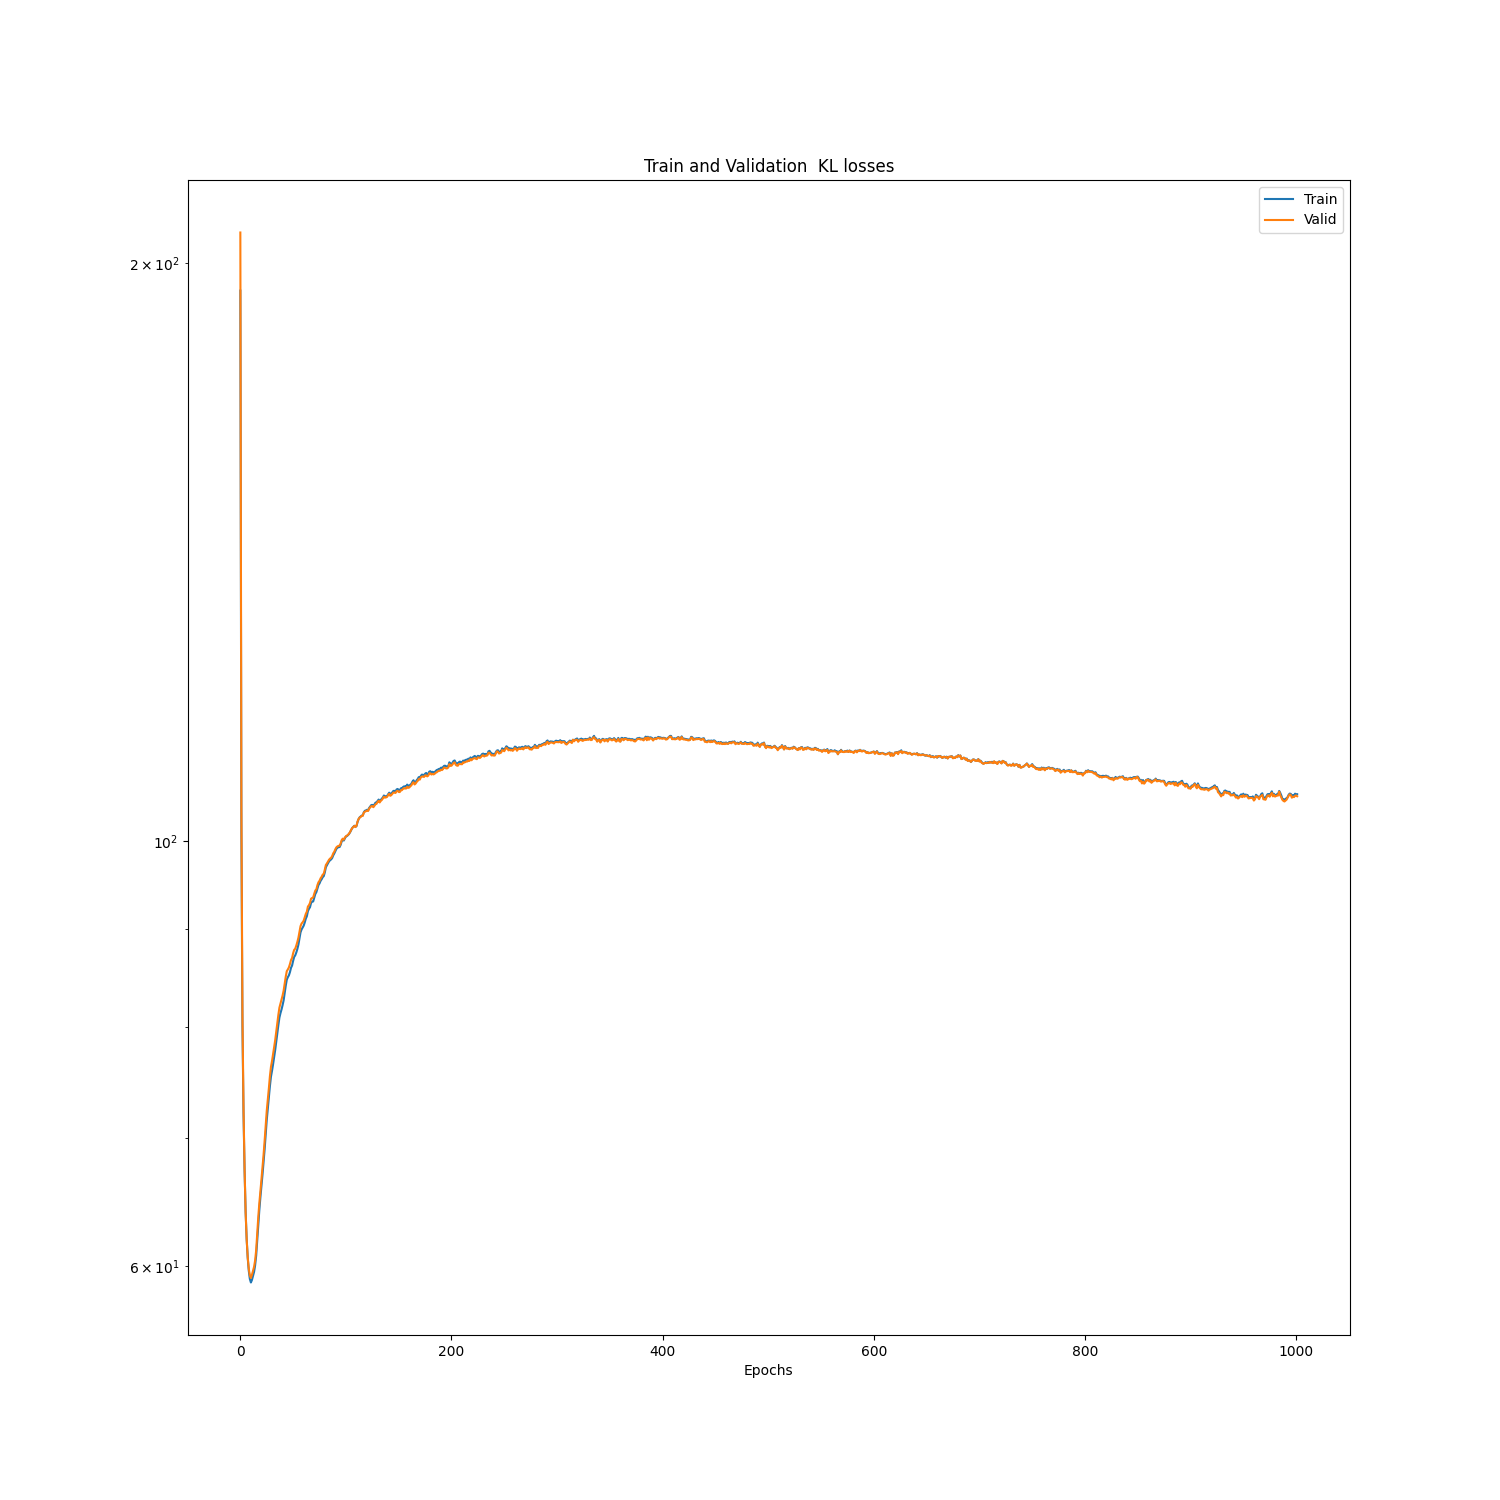 Train and Validation  KL losses
Train
Valid
2 × 10²
10²
6 × 10¹
0 200 400 600 800 1000
Epochs